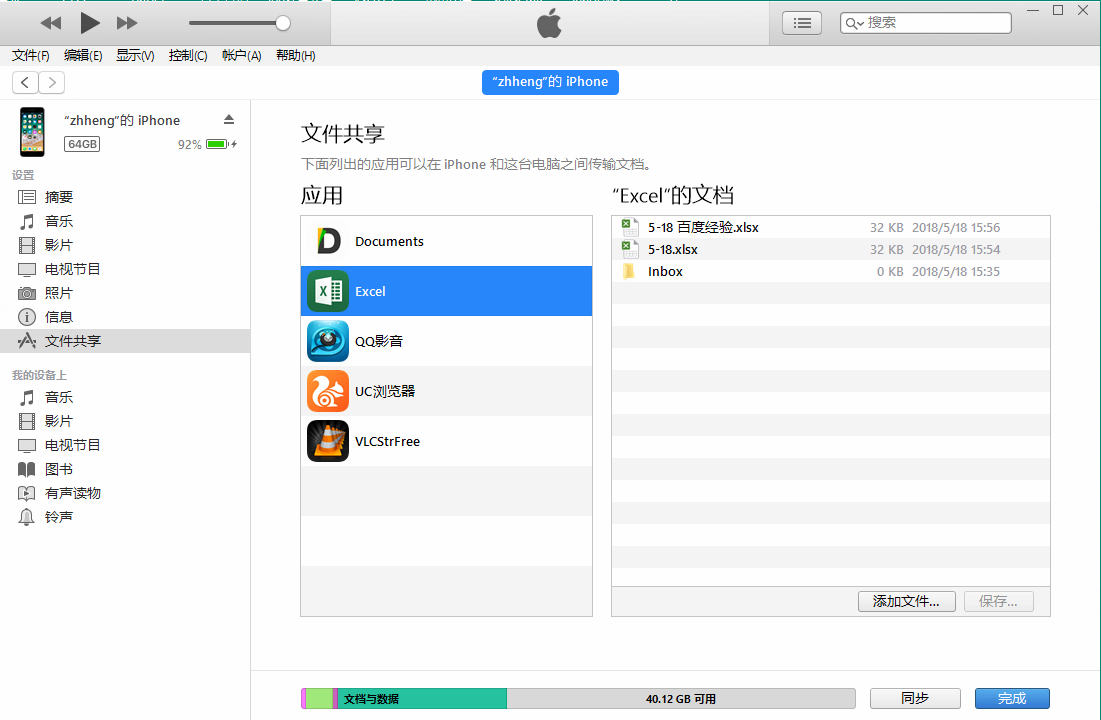 搜索
文件(F) 编辑(E) 显示(V) 控制(C) 帐户(A) 帮助(H)
“zhheng”的 iPhone
“zhheng”的 iPhone
64GB 92%
设置
摘要
音乐
影片
电视节目
照片
信息
文件共享
我的设备上
音乐
影片
电视节目
图书
有声读物
铃声
文件共享
下面列出的应用可以在 iPhone 和这台电脑之间传输文档。
应用
Documents
Excel
QQ影音
UC浏览器
VLCStrFree
“Excel”的文档
5-18 百度经验.xlsx 32 KB 2018/5/18 15:56
5-18.xlsx 32 KB 2018/5/18 15:54
Inbox 0 KB 2018/5/18 15:35
添加文件... 保存...
文档与数据 40.12 GB 可用 同步 完成